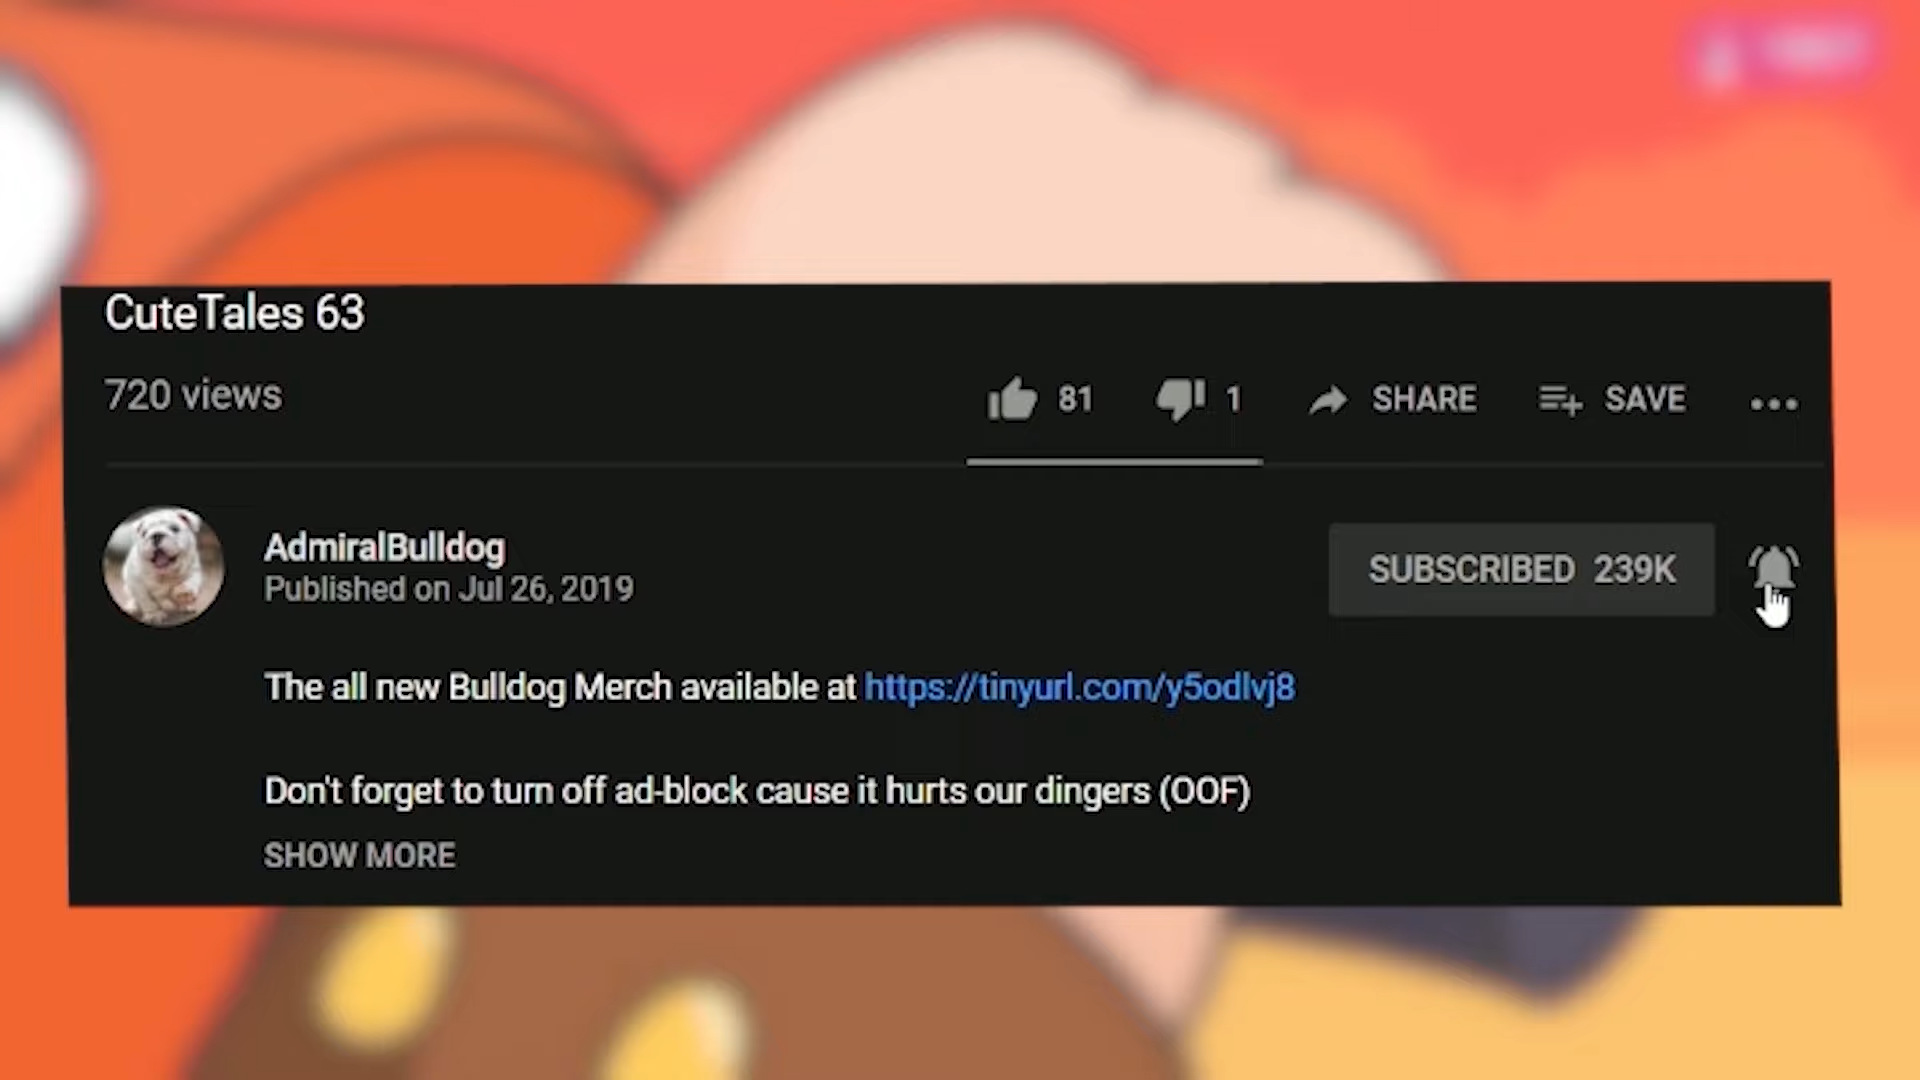 CuteTales 63
720 views
81 1 SHARE SAVE
AdmiralBulldog
Published on Jul 26, 2019
SUBSCRIBED 239K
The all new Bulldog Merch available at https://tinyurl.com/y5odlvj8
Don't forget to turn off ad-block cause it hurts our dingers (OOF)
SHOW MORE